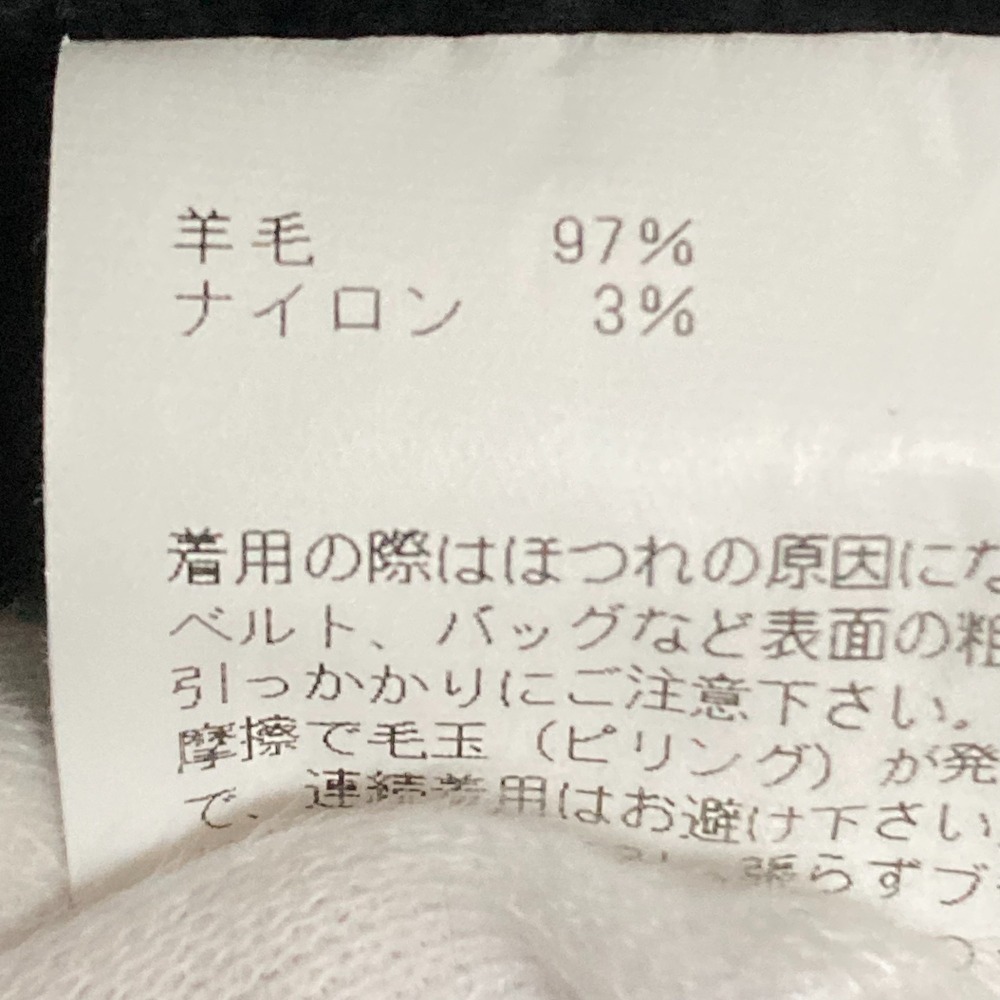 羊毛 97%
ナイロン 3%
着用の際はほつれの原因にな
ベルト、バッグなど表面の粗
引っかかりにご注意下さい。
摩擦で毛玉（ピリング）が発
で、連続着用はお避け下さい
張らずブ